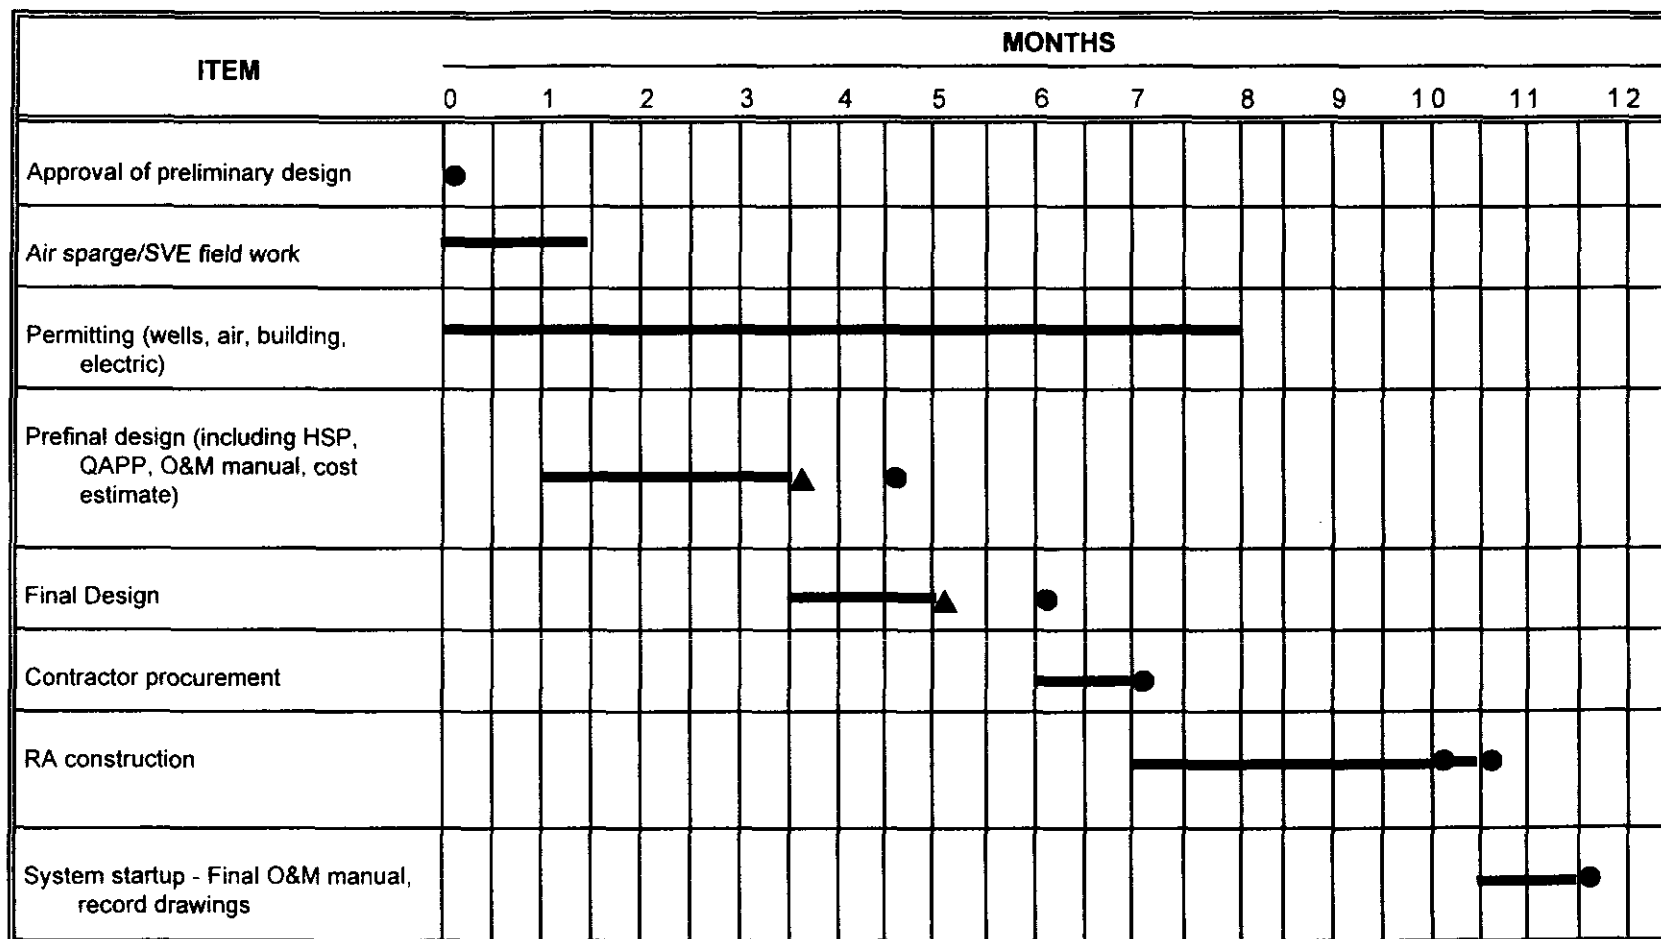 MONTHS
ITEM
0 1 2 3 4 5 6 7 8 9 10 11 12
Approval of preliminary design
Air sparge/SVE field work
Permitting (wells, air, building,
electric)
Prefinal design (including HSP,
QAPP, O&M manual, cost
estimate)
Final Design
Contractor procurement
RA construction
System startup - Final O&M manual,
record drawings